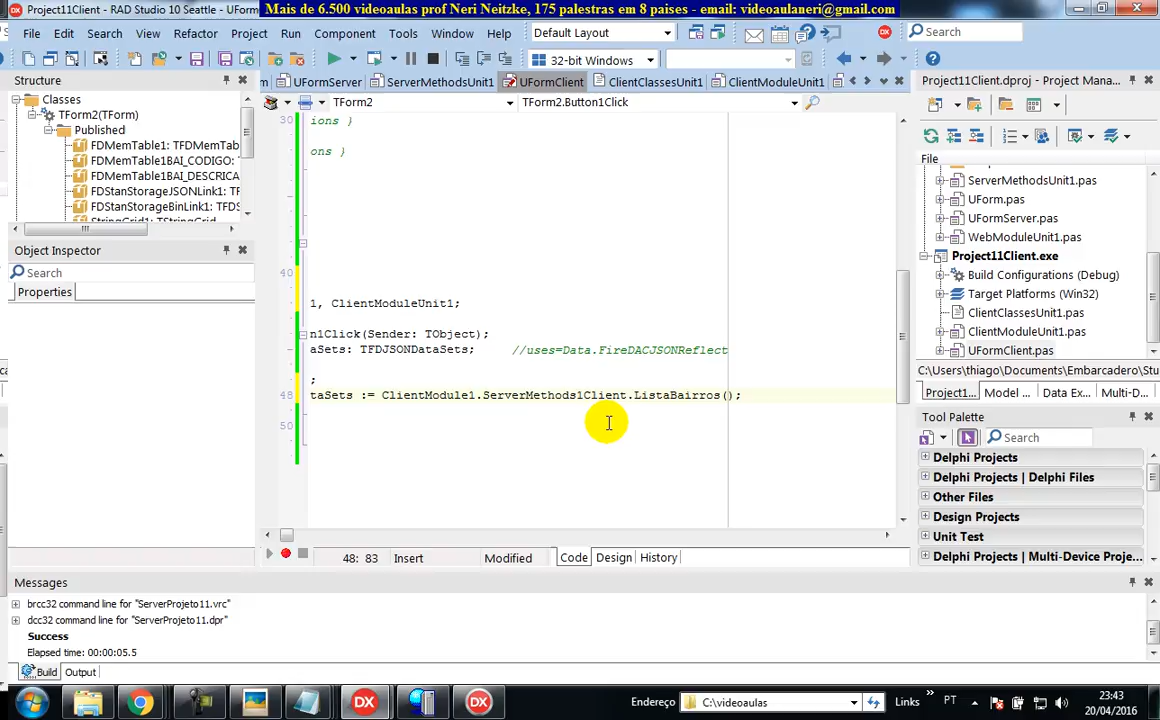 Project11Client - RAD Studio 10 Seattle - UForm
Mais de 6.500 videoaulas prof Neri Neitzke, 175 palestras em 8 paises - email: videoaulaneri@gmail.com
File Edit Search View Refactor Project Run Component Tools Window Help
Default Layout
Search
32-bit Windows
Structure
UFormServer ServerMethodsUnit1 UFormClient ClientClassesUnit1 ClientModuleUnit1
Project11Client.dproj - Project Mana...
TForm2 TForm2.Button1Click
Classes
TForm2(TForm)
Published
FDMemTable1: TFDMemTab
FDMemTable1BAI_CODIGO:
FDMemTable1BAI_DESCRICA
FDStanStorageJSONLink1: TF
FDStanStorageBinLink1: TFD
StringGrid1: TStringGrid
Object Inspector
Search
Properties
30 ions }
ons }
40
1, ClientModuleUnit1;
n1Click(Sender: TObject);
aSets: TFDJSONDataSets; //uses=Data.FireDACJSONReflect
;
48 taSets := ClientModule1.ServerMethods1Client.ListaBairros();
50
48: 83 Insert Modified Code Design History
File
ServerMethodsUnit1.pas
UForm.pas
UFormServer.pas
WebModuleUnit1.pas
Project11Client.exe
Build Configurations (Debug)
Target Platforms (Win32)
ClientClassesUnit1.pas
ClientModuleUnit1.pas
UFormClient.pas
C:\Users\thiago\Documents\Embarcadero\Stu
Project1... Model ... Data Ex... Multi-D...
Tool Palette
Search
Delphi Projects
Delphi Projects | Delphi Files
Other Files
Design Projects
Unit Test
Delphi Projects | Multi-Device Proje...
Messages
brcc32 command line for "ServerProjeto11.vrc"
dcc32 command line for "ServerProjeto11.dpr"
Success
Elapsed time: 00:00:05.5
Build Output
Endereço C:\videoaulas Links » PT
23:43
20/04/2016